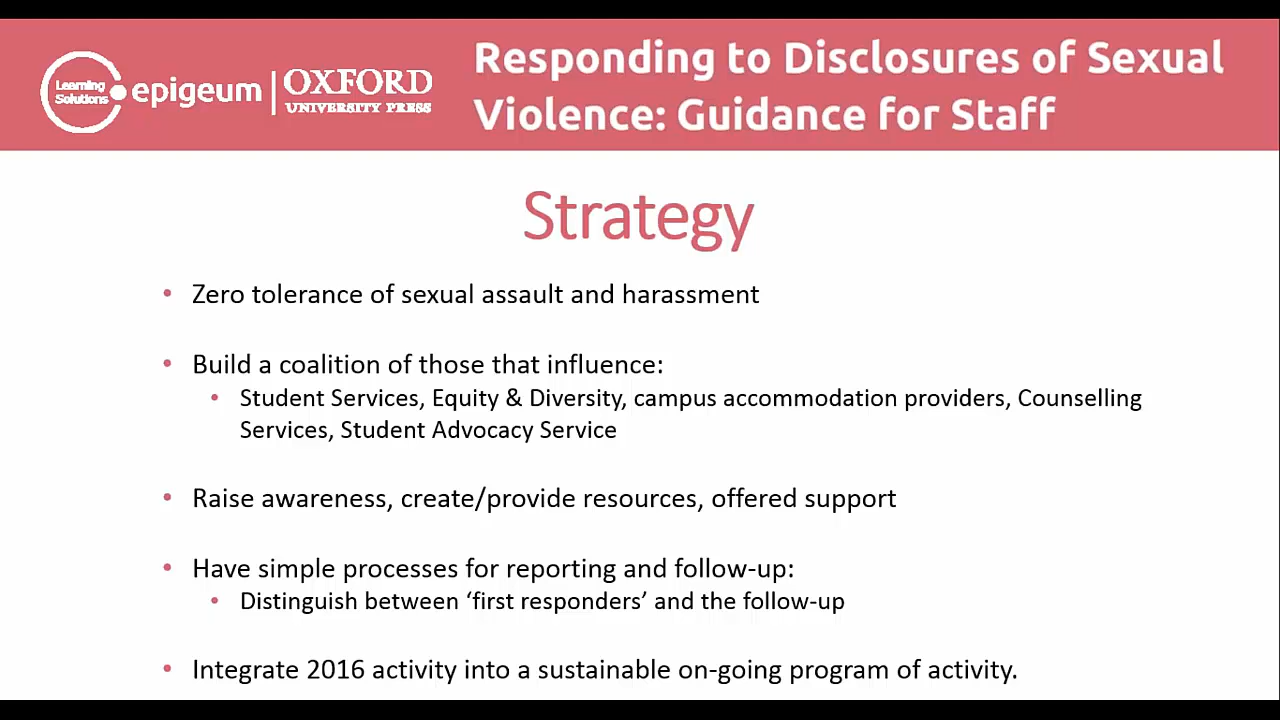 Learning
Solutions
epigeum
OXFORD
UNIVERSITY PRESS
Responding to Disclosures of Sexual
Violence: Guidance for Staff
Strategy
• Zero tolerance of sexual assault and harassment
• Build a coalition of those that influence:
• Student Services, Equity & Diversity, campus accommodation providers, Counselling
Services, Student Advocacy Service
• Raise awareness, create/provide resources, offered support
• Have simple processes for reporting and follow-up:
• Distinguish between ‘first responders’ and the follow-up
• Integrate 2016 activity into a sustainable on-going program of activity.